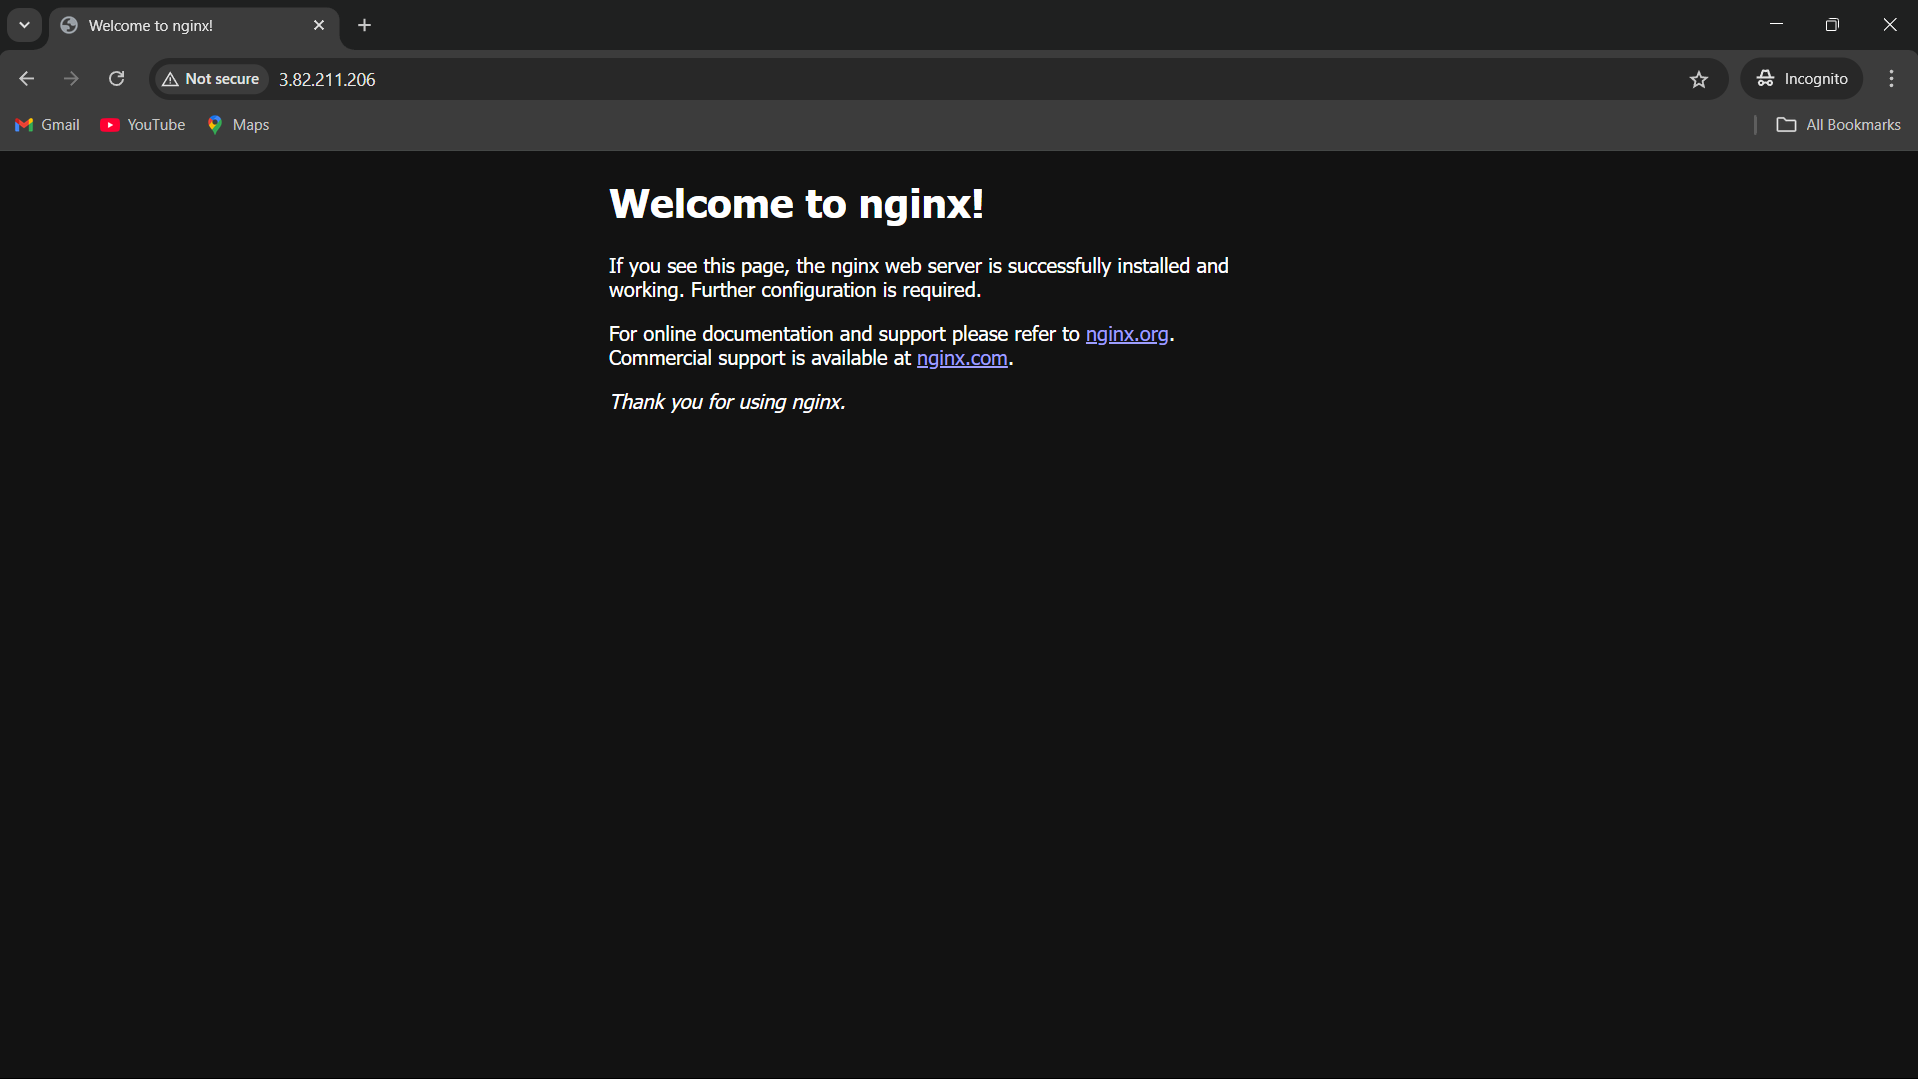 Welcome to nginx!
Not secure
3.82.211.206
Incognito
Gmail
YouTube
Maps
All Bookmarks
Welcome to nginx!
If you see this page, the nginx web server is successfully installed and
working. Further configuration is required.
For online documentation and support please refer to nginx.org.
Commercial support is available at nginx.com.
Thank you for using nginx.